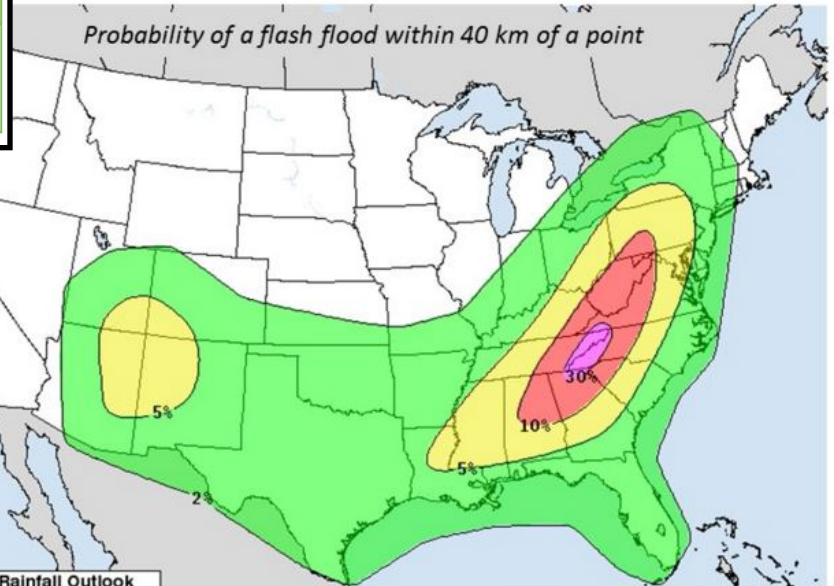 Probability of a flash flood within 40 km of a point
30%
5%
10%
5%
2%
Rainfall Outlook